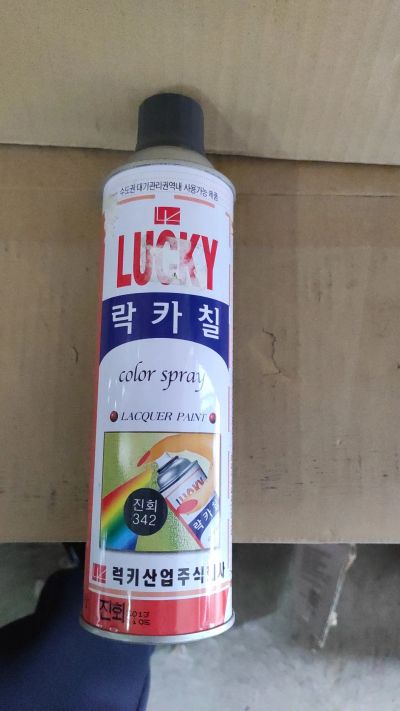 수도권 대기관리권역내 사용가능 제품
LUCKY
락카칠
color spray
LACQUER PAINT
진회
342
LUCKY
락카칠
럭키산업주식회사
진회